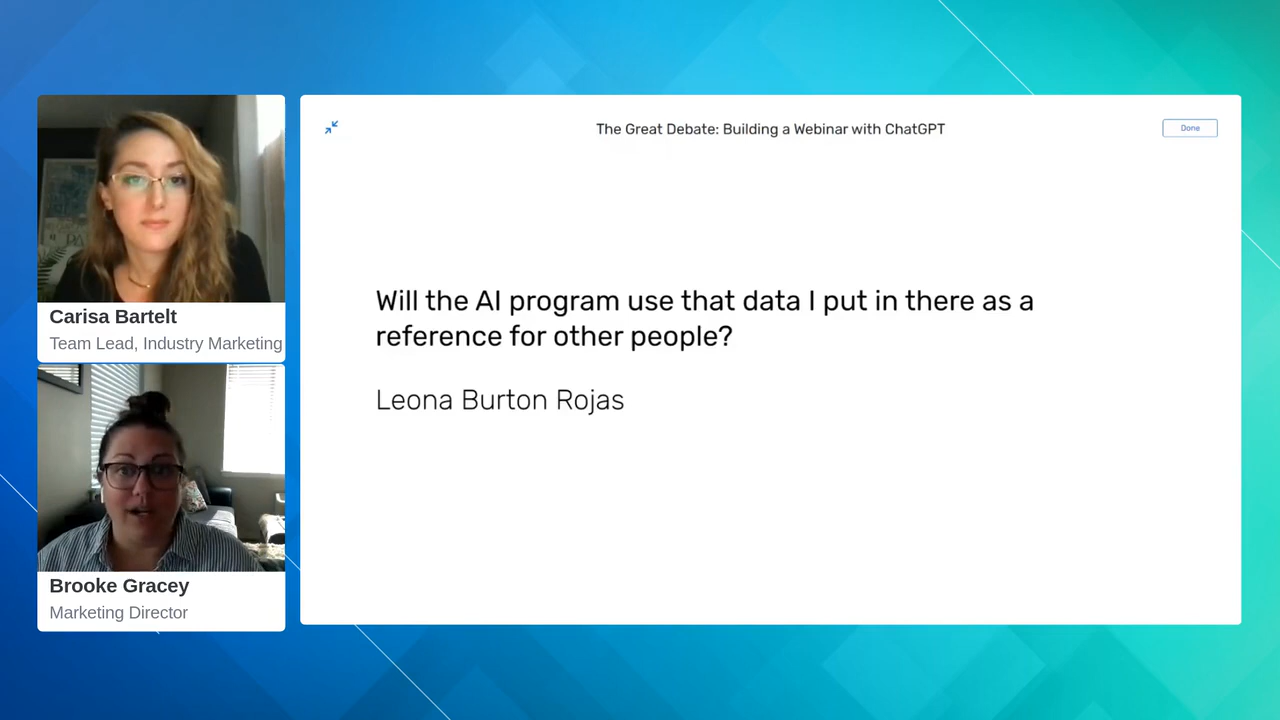 Carisa Bartelt
Team Lead, Industry Marketing
Brooke Gracey
Marketing Director
The Great Debate: Building a Webinar with ChatGPT
Done
Will the AI program use that data I put in there as a
reference for other people?
Leona Burton Rojas